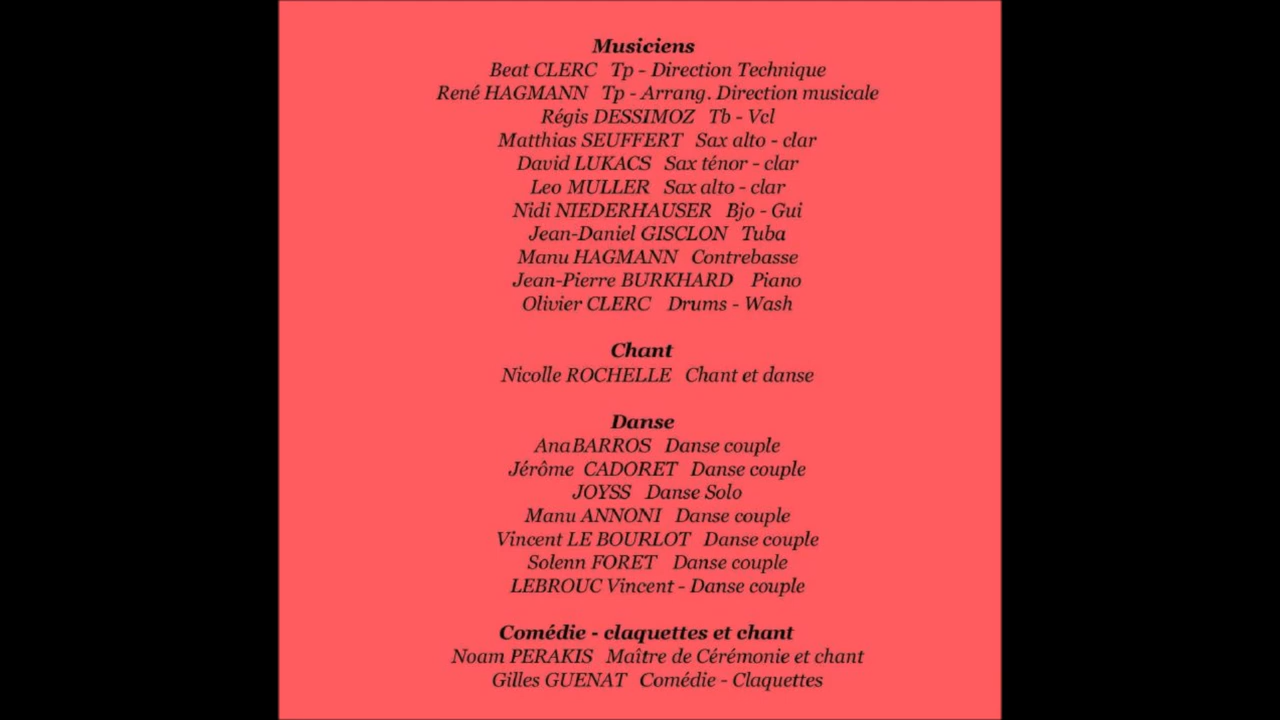 Musiciens
Beat CLERC Tp - Direction Technique
René HAGMANN Tp - Arrang. Direction musicale
Régis DESSIMOZ Tb - Vcl
Matthias SEUFFERT Sax alto - clar
David LUKACS Sax ténor - clar
Leo MULLER Sax alto - clar
Nidi NIEDERHAUSER Bjo - Gui
Jean-Daniel GISCLON Tuba
Manu HAGMANN Contrebasse
Jean-Pierre BURKHARD Piano
Olivier CLERC Drums - Wash
Chant
Nicolle ROCHELLE Chant et danse
Danse
AnaBARROS Danse couple
Jérôme CADORET Danse couple
JOYSS Danse Solo
Manu ANNONI Danse couple
Vincent LE BOURLOT Danse couple
Solenn FORET Danse couple
LEBROUC Vincent - Danse couple
Comédie - claquettes et chant
Noam PERAKIS Maître de Cérémonie et chant
Gilles GUENAT Comédie - Claquettes